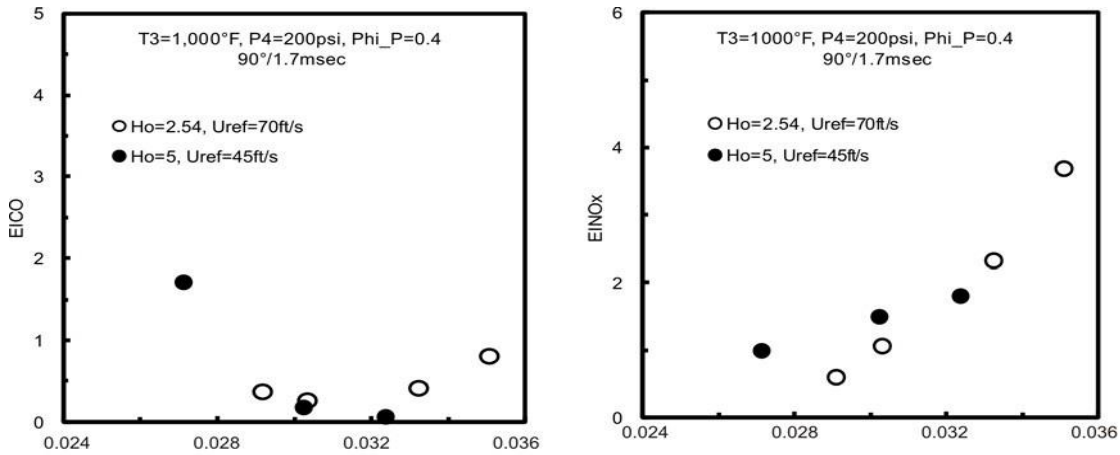 5
4
3
2
1
0
EICO
T3=1,000°F, P4=200psi, Phi_P=0.4
90°/1.7msec
Ho=2.54, Uref=70ft/s
Ho=5, Uref=45ft/s
0.024
0.028
0.032
0.036
6
4
2
0
EINOx
T3=1000°F, P4=200psi, Phi_P=0.4
90°/1.7msec
Ho=2.54, Uref=70ft/s
Ho=5, Uref=45ft/s
0.024
0.028
0.032
0.036